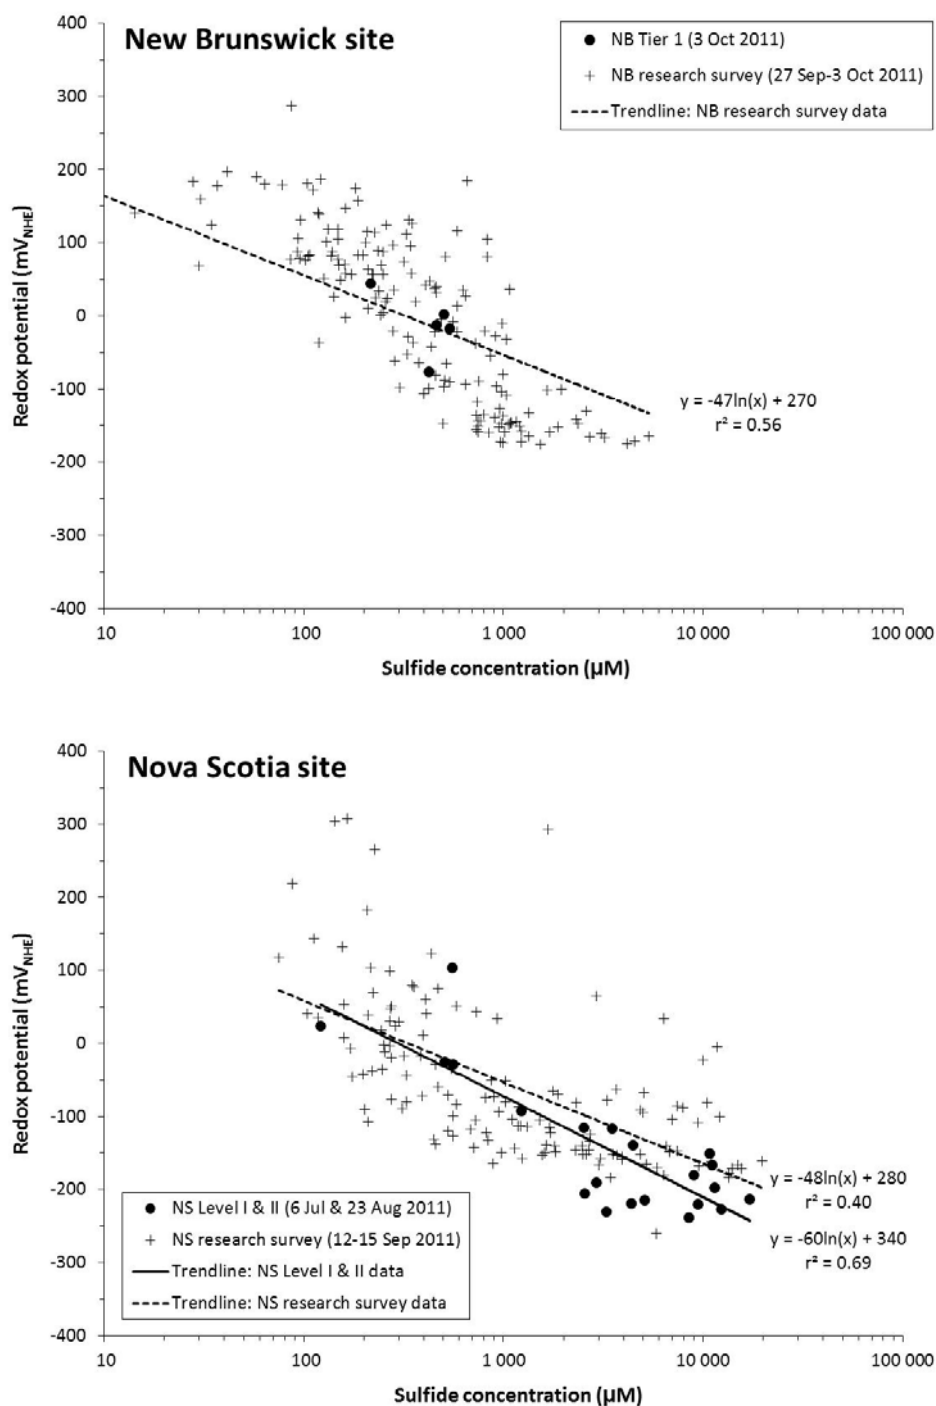 New Brunswick site
NB Tier 1 (3 Oct 2011)
NB research survey (27 Sep-3 Oct 2011)
Trendline: NB research survey data
400
300
200
100
0
-100
-200
-300
-400
Redox potential (mVNHE)
y = -47ln(x) + 270
r² = 0.56
10
100
1 000
10 000
100 000
Sulfide concentration (µM)
Nova Scotia site
400
300
200
100
0
-100
-200
-300
-400
Redox potential (mVNHE)
y = -48ln(x) + 280
r² = 0.40
y = -60ln(x) + 340
r² = 0.69
NS Level I & II (6 Jul & 23 Aug 2011)
NS research survey (12-15 Sep 2011)
Trendline: NS Level I & II data
Trendline: NS research survey data
10
100
1 000
10 000
100 000
Sulfide concentration (µM)